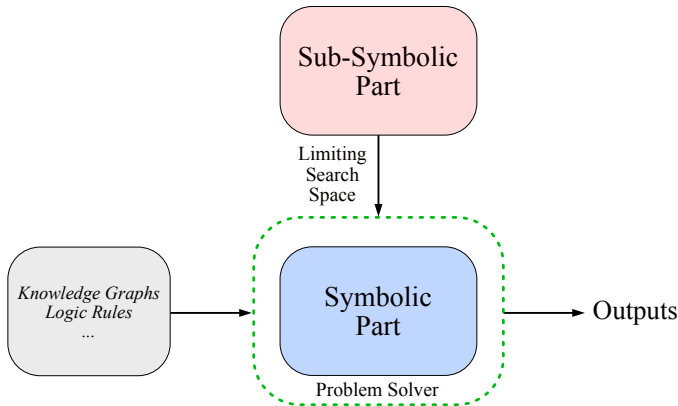 Sub-Symbolic
Part
Limiting
Search
Space
Knowledge Graphs
Logic Rules
...
Symbolic
Part
Outputs
Problem Solver